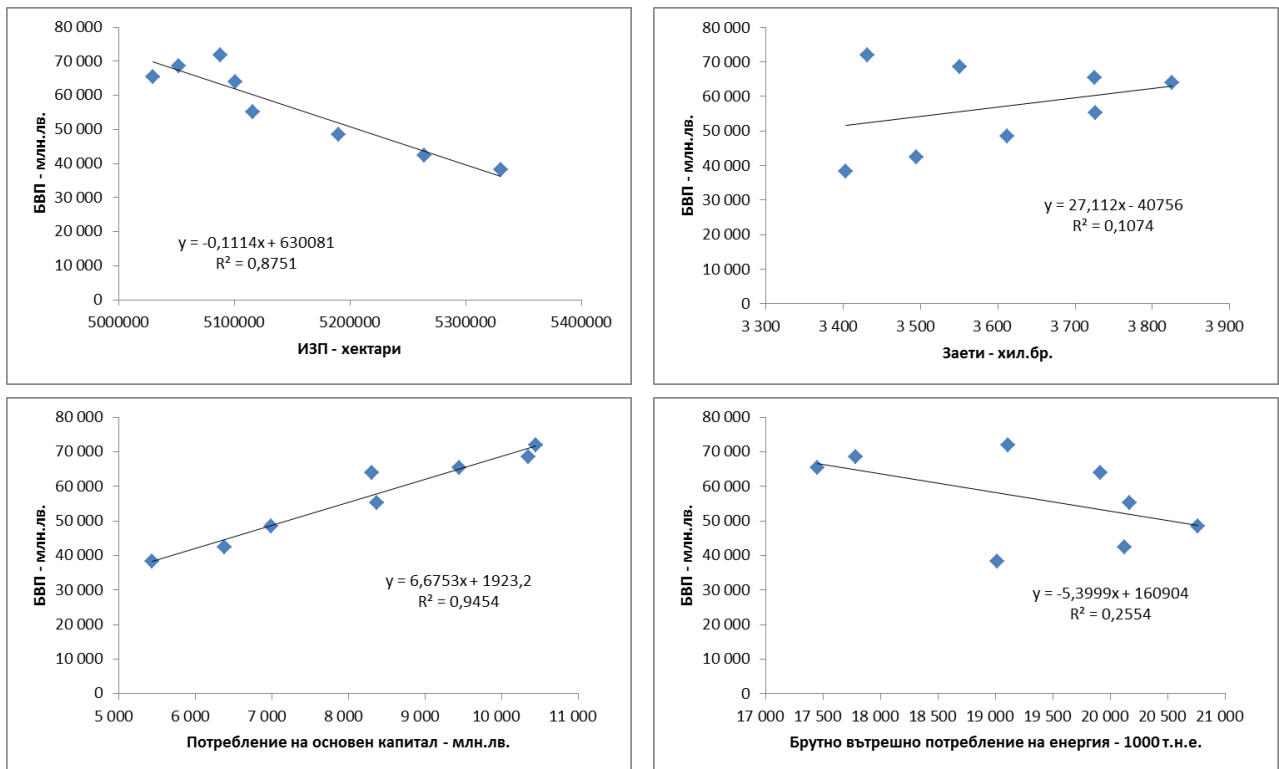 БВП - млн.лв.
80 000
70 000
60 000
50 000
40 000
30 000
20 000
10 000
0
y = -0,1114x + 630081
R² = 0,8751
5000000 5100000 5200000 5300000 5400000
ИЗП - хектари
БВП - млн.лв.
80 000
70 000
60 000
50 000
40 000
30 000
20 000
10 000
0
y = 27,112x - 40756
R² = 0,1074
3 300 3 400 3 500 3 600 3 700 3 800 3 900
Заети - хил.бр.
БВП - млн.лв.
80 000
70 000
60 000
50 000
40 000
30 000
20 000
10 000
0
y = 6,6753x + 1923,2
R² = 0,9454
5 000 6 000 7 000 8 000 9 000 10 000 11 000
Потребление на основен капитал - млн.лв.
БВП - млн.лв.
80 000
70 000
60 000
50 000
40 000
30 000
20 000
10 000
0
y = -5,3999x + 160904
R² = 0,2554
17 000 17 500 18 000 18 500 19 000 19 500 20 000 20 500 21 000
Брутно вътрешно потребление на енергия - 1000 т.н.е.